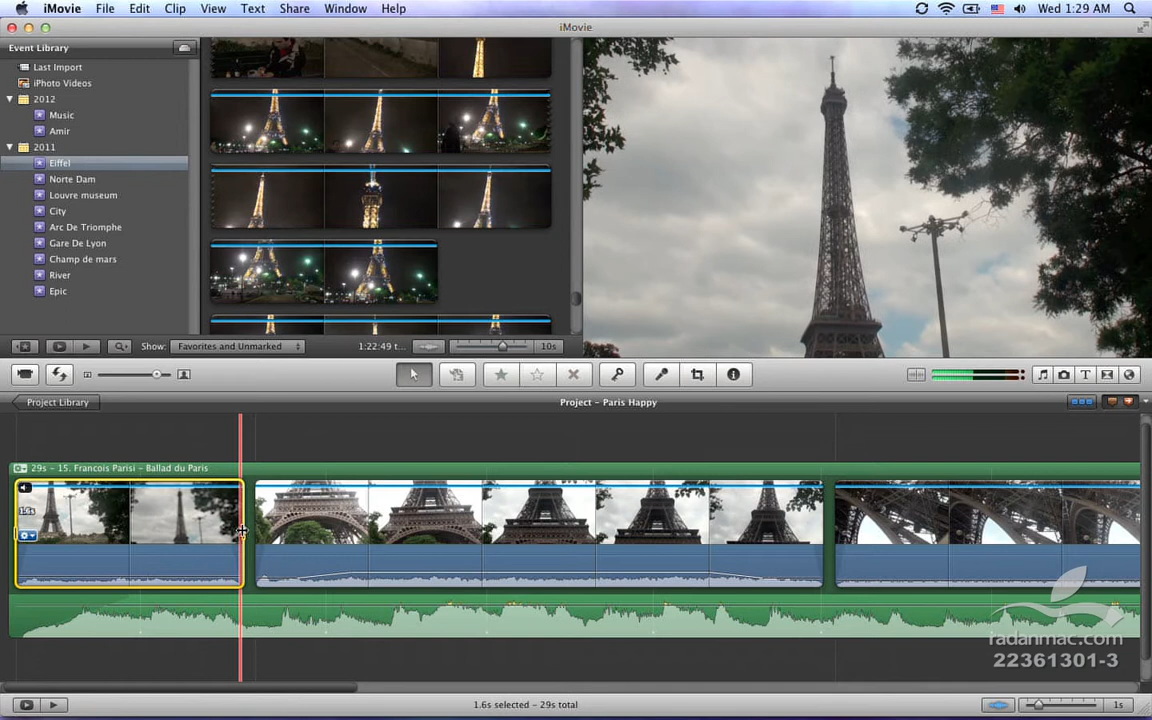 iMovie File Edit Clip View Text Share Window Help Wed 1:29 AM
iMovie
Event Library
Last Import
iPhoto Videos
2012
Music
Amir
2011
Eiffel
Norte Dam
Louvre museum
City
Arc De Triomphe
Gare De Lyon
Champ de mars
River
Epic
Show: Favorites and Unmarked 1:22:49 t... 10s
Project Library
Project - Paris Happy
29s - 15. Francois Parisi - Ballad du Paris
1.6s
radanmac.com
22361301-3
1.6s selected - 29s total
1s